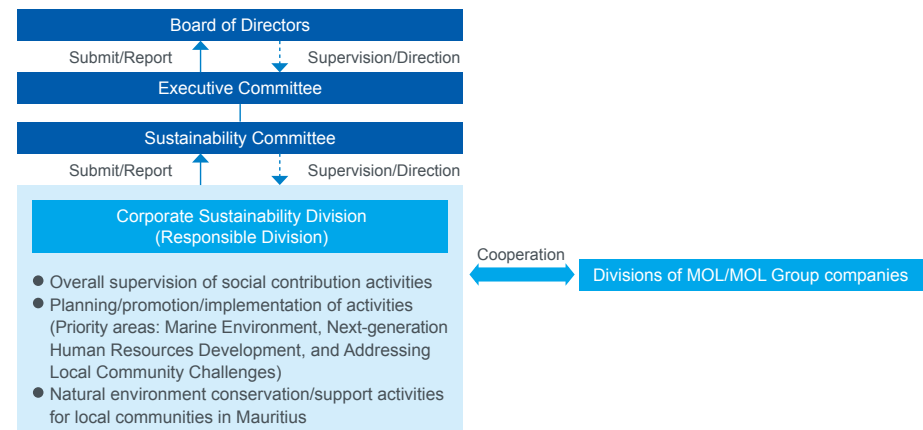 Board of Directors
Submit/Report
Supervision/Direction
Executive Committee
Sustainability Committee
Submit/Report
Supervision/Direction
Corporate Sustainability Division
(Responsible Division)
● Overall supervision of social contribution activities
● Planning/promotion/implementation of activities
(Priority areas: Marine Environment, Next-generation
Human Resources Development, and Addressing
Local Community Challenges)
● Natural environment conservation/support activities
for local communities in Mauritius
Cooperation
Divisions of MOL/MOL Group companies